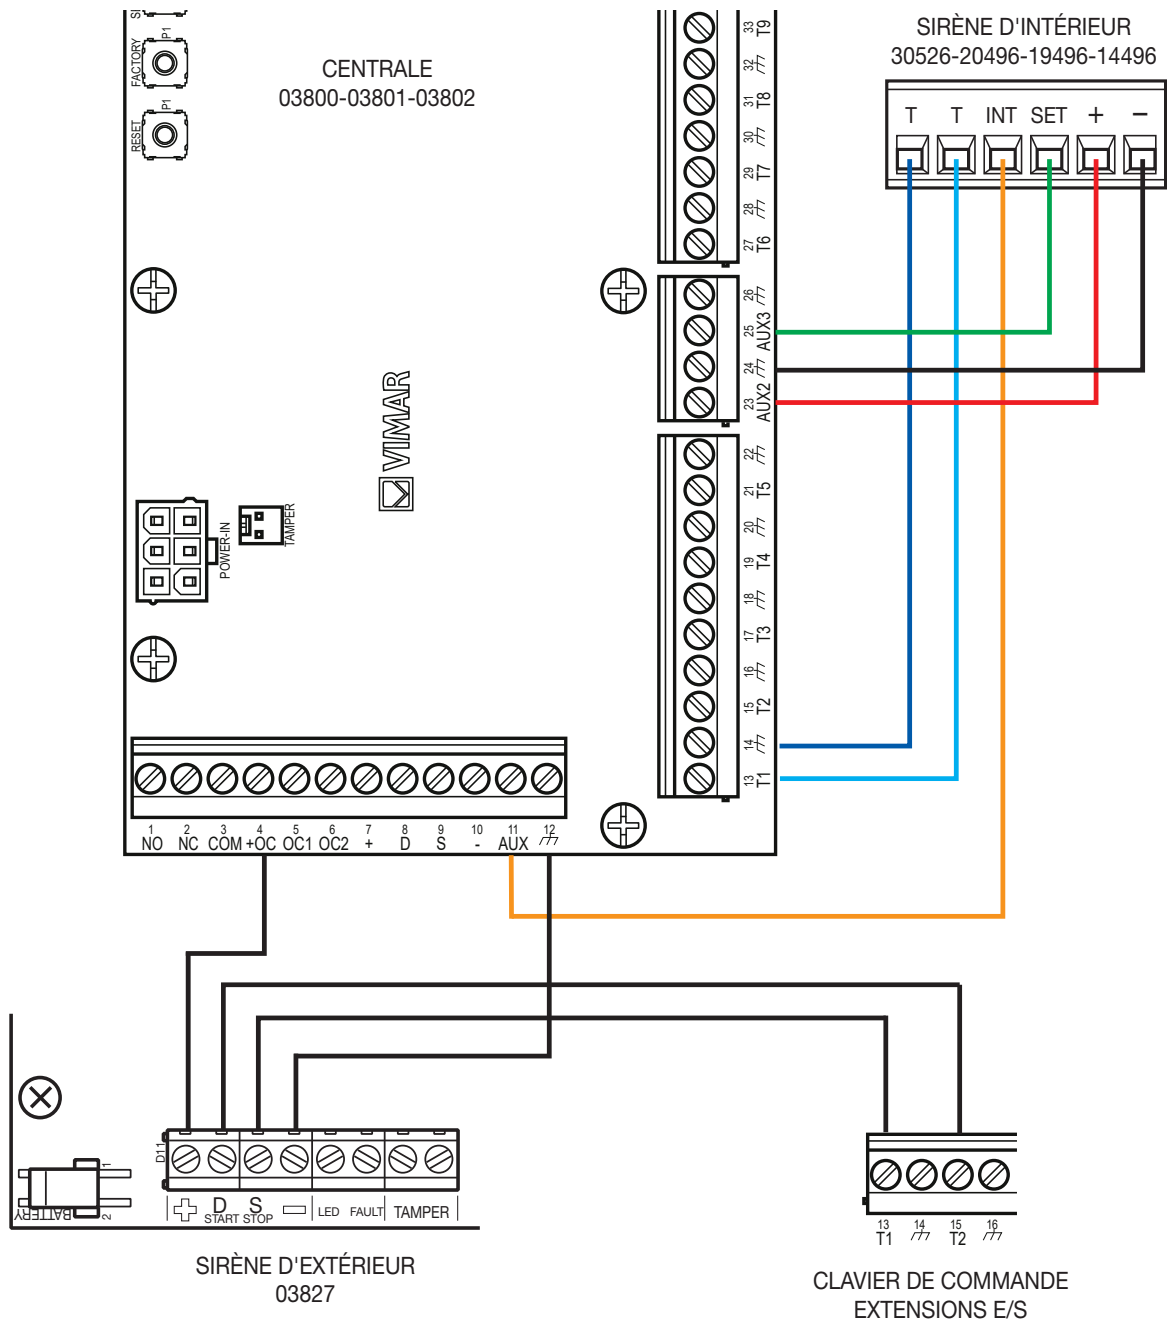 SIRÈNE D'INTÉRIEUR
30526-20496-19496-14496
T T INT SET + −
CENTRALE
03800-03801-03802
FACTORY
P1
RESET
P1
33 T9
32
31 T8
30
29 T7
28
27 T6
26
25 AUX3
24
23 AUX2
22
21 T5
20
19 T4
18
17 T3
16
15 T2
14
13 T1
VIMAR
POWER-IN
TAMPER
1 2 3 4 5 6 7 8 9 10 11 12
NO NC COM +OC OC1 OC2 + D S - AUX
D11
BATTERY
1
2
D S LED FAULT TAMPER
START STOP
SIRÈNE D'EXTÉRIEUR
03827
13 14 15 16
T1 T2
CLAVIER DE COMMANDE
EXTENSIONS E/S